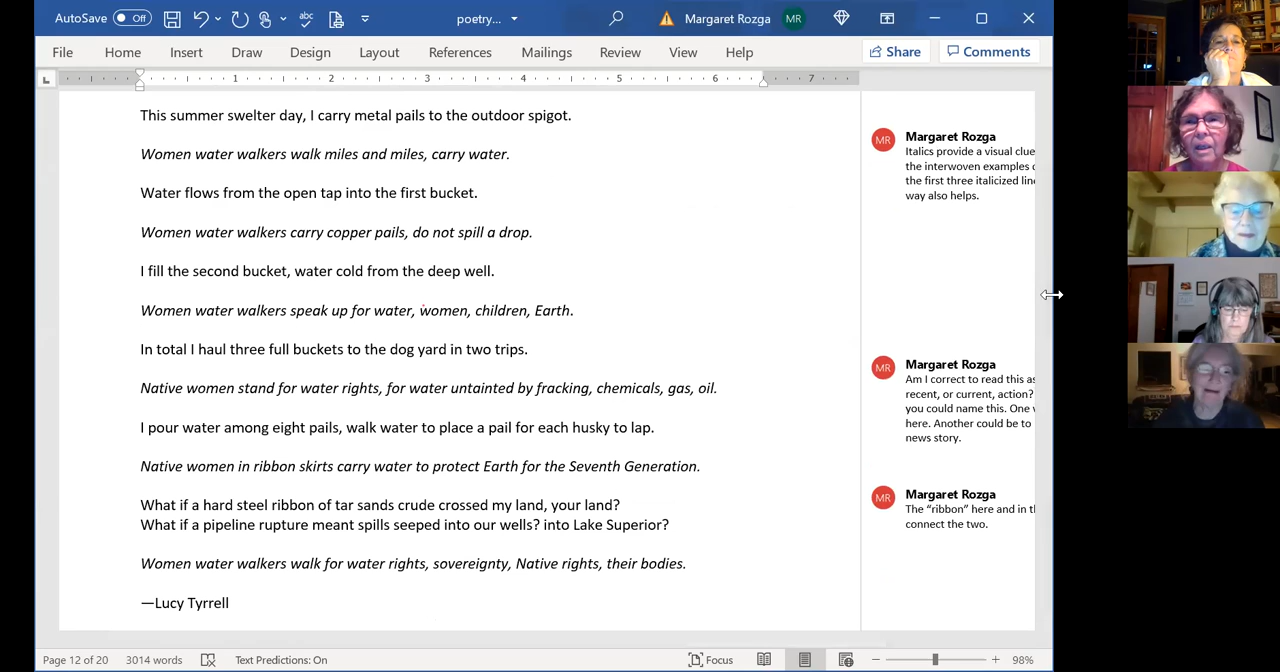 AutoSave Off abc poetry... Margaret Rozga MR
File Home Insert Draw Design Layout References Mailings Review View Help Share Comments
1 2 3 4 5 6 7
This summer swelter day, I carry metal pails to the outdoor spigot.
Women water walkers walk miles and miles, carry water.
Water flows from the open tap into the first bucket.
Women water walkers carry copper pails, do not spill a drop.
I fill the second bucket, water cold from the deep well.
Women water walkers speak up for water, women, children, Earth.
In total I haul three full buckets to the dog yard in two trips.
Native women stand for water rights, for water untainted by fracking, chemicals, gas, oil.
I pour water among eight pails, walk water to place a pail for each husky to lap.
Native women in ribbon skirts carry water to protect Earth for the Seventh Generation.
What if a hard steel ribbon of tar sands crude crossed my land, your land?
What if a pipeline rupture meant spills seeped into our wells? into Lake Superior?
Women water walkers walk for water rights, sovereignty, Native rights, their bodies.
—Lucy Tyrrell
MR Margaret Rozga
Italics provide a visual clue
the interwoven examples
the first three italicized
way also helps.
MR Margaret Rozga
Am I correct to read this as
recent, or current, action?
you could name this. One
here. Another could be to
news story.
MR Margaret Rozga
The “ribbon” here and in
connect the two.
Page 12 of 20 3014 words Text Predictions: On Focus 98%